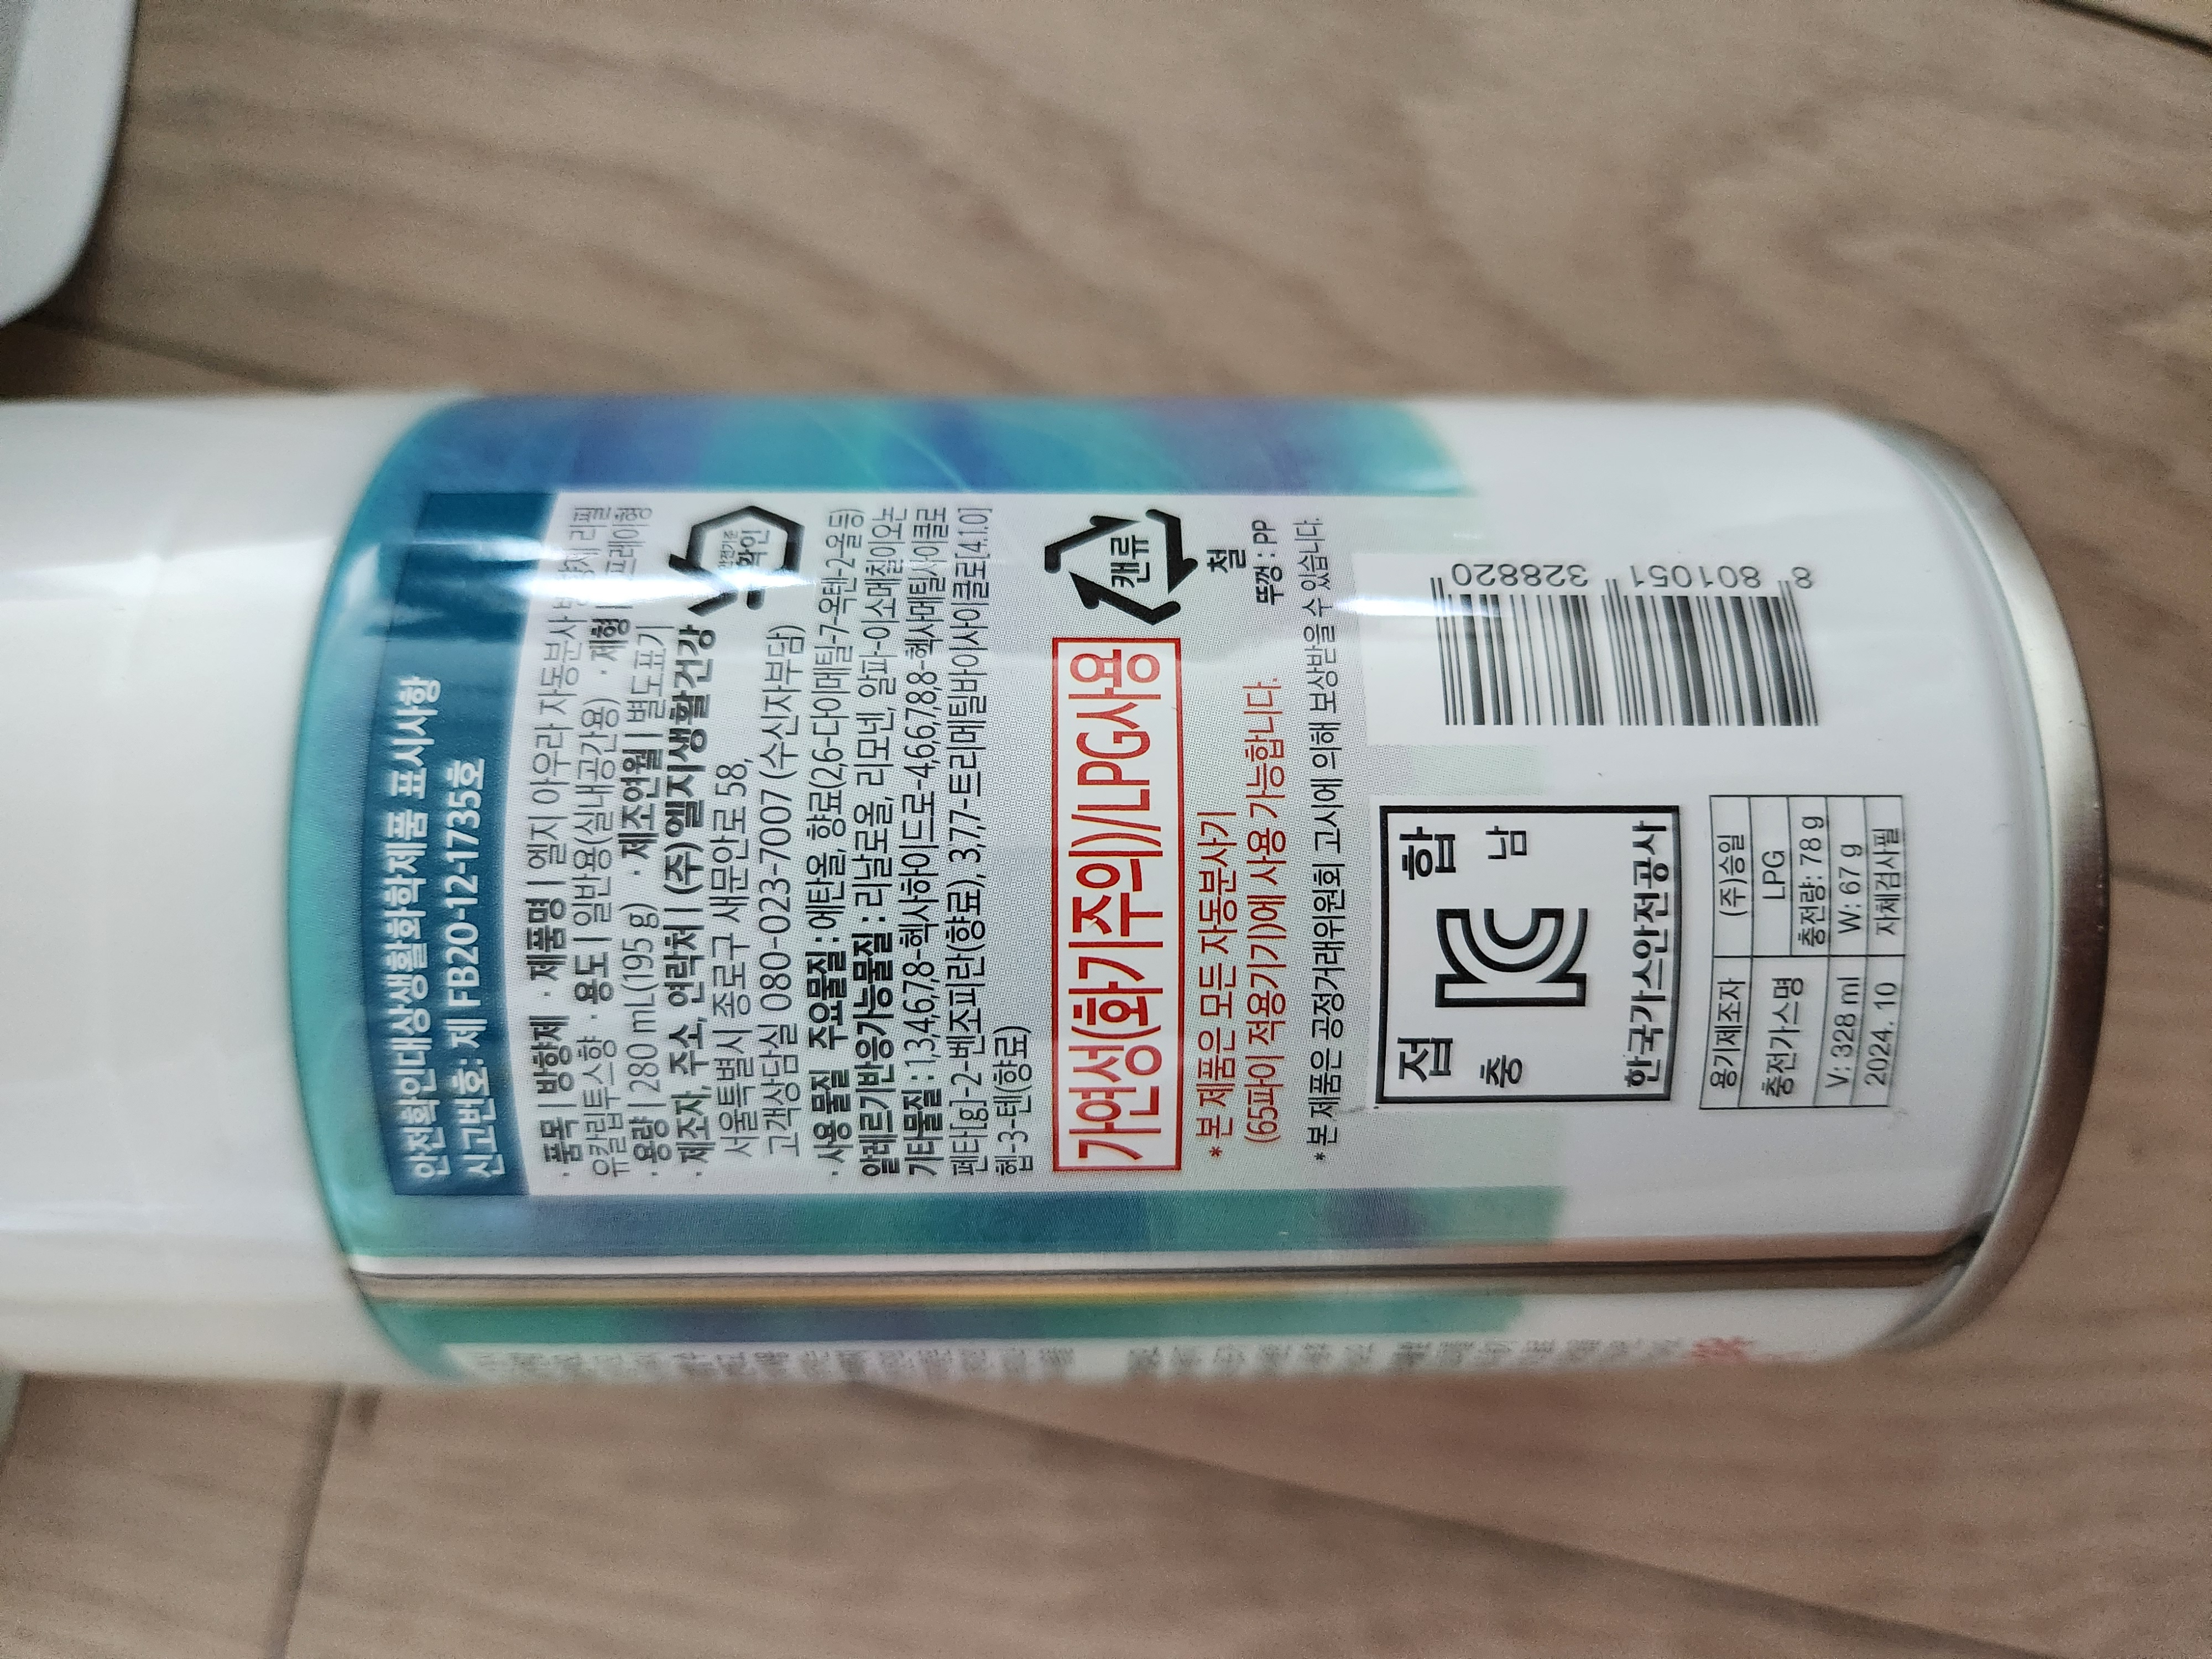 안전확인대상생활화학제품 표시사항
신고번호: 제 FB20-12-1735호
· 품목 | 방향제 · 제품명 | 엘지 아우라 자동분사 방향제 리필
유칼립투스향 · 용도 | 일반용(실내공간용) · 제형 | 스프레이형
· 용량 | 280 mL(195 g) · 제조연월 | 별도표기
· 제조자, 주소, 연락처 | (주)엘지생활건강
서울특별시 종로구 새문안로 58,
고객상담실 080-023-7007 (수신자부담)
안전기준
확인
· 사용물질 주요물질 : 에탄올, 향료(2,6-다이메틸-7-옥텐-2-올 등)
알레르기반응가능물질 : 리날로올, 리모넨, 알파-이소메칠이오논
기타물질 : 1,3,4,6,7,8-헥사하이드로-4,6,6,7,8,8-헥사메틸사이클로
펜타[g]-2-벤조피란(향료), 3,7,7-트리메틸바이사이클로[4.1.0]
헵-3-텐(향료)
가연성(화기주의)/LPG사용
캔류
철
뚜껑 : PP
* 본 제품은 모든 자동분사기
(65파이 적용기기)에 사용 가능합니다.
* 본 제품은 공정거래위원회 고시에 의해 보상받을 수 있습니다.
접 합
충 남
한국가스안전공사
8 801051 328820
용기제조자 (주)승일
충전가스명 LPG
충전량: 78 g
V: 328 ml W: 67 g
2024. 10 자체검사필